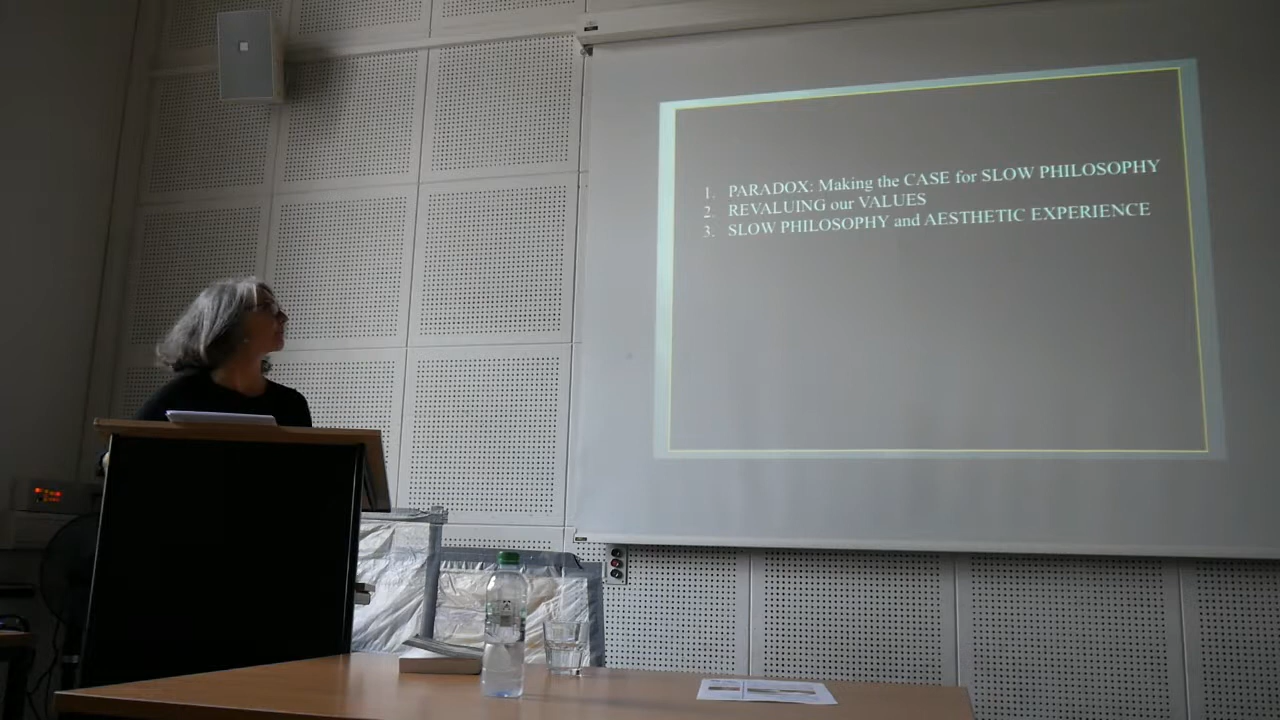 1. PARADOX: Making the CASE for SLOW PHILOSOPHY
2. REVALUING our VALUES
3. SLOW PHILOSOPHY and AESTHETIC EXPERIENCE